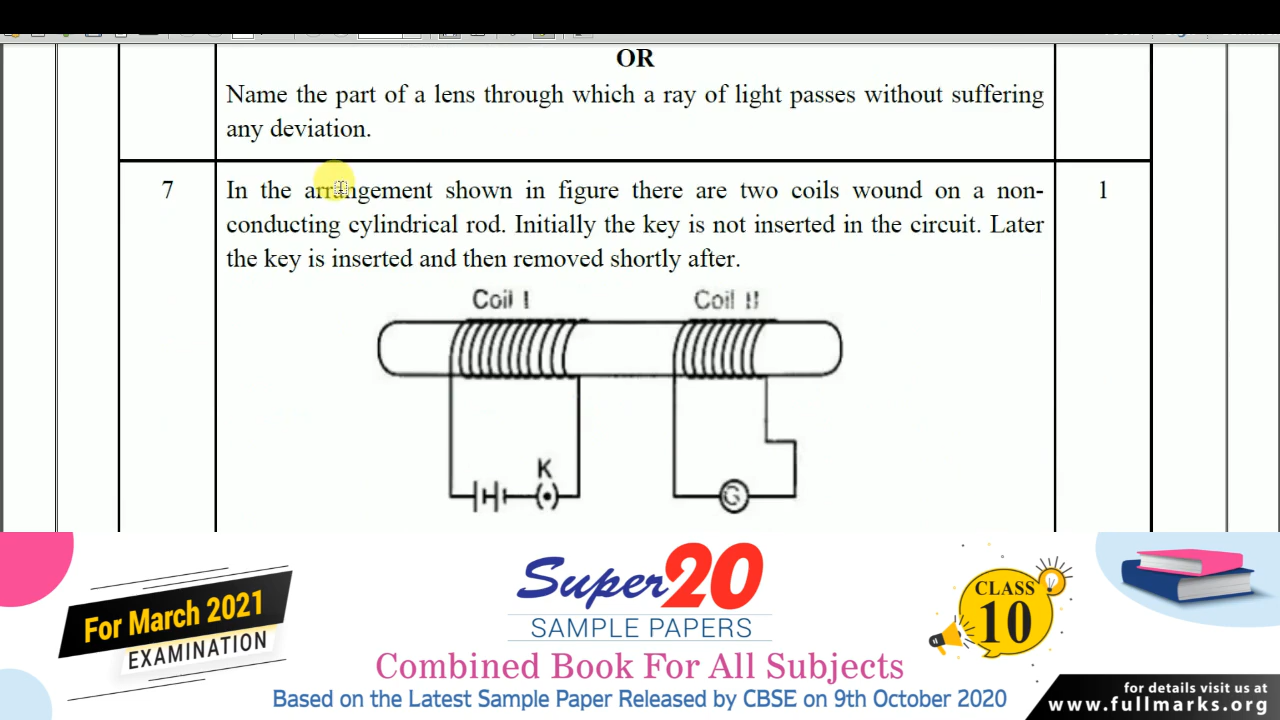 OR
Name the part of a lens through which a ray of light passes without suffering
any deviation.
7
In the arrangement shown in figure there are two coils wound on a non-
conducting cylindrical rod. Initially the key is not inserted in the circuit. Later
the key is inserted and then removed shortly after.
1
Coil I
Coil II
K
G
For March 2021
EXAMINATION
Super 20
SAMPLE PAPERS
Combined Book For All Subjects
Based on the Latest Sample Paper Released by CBSE on 9th October 2020
CLASS
10
for details visit us at
www.fullmarks.org